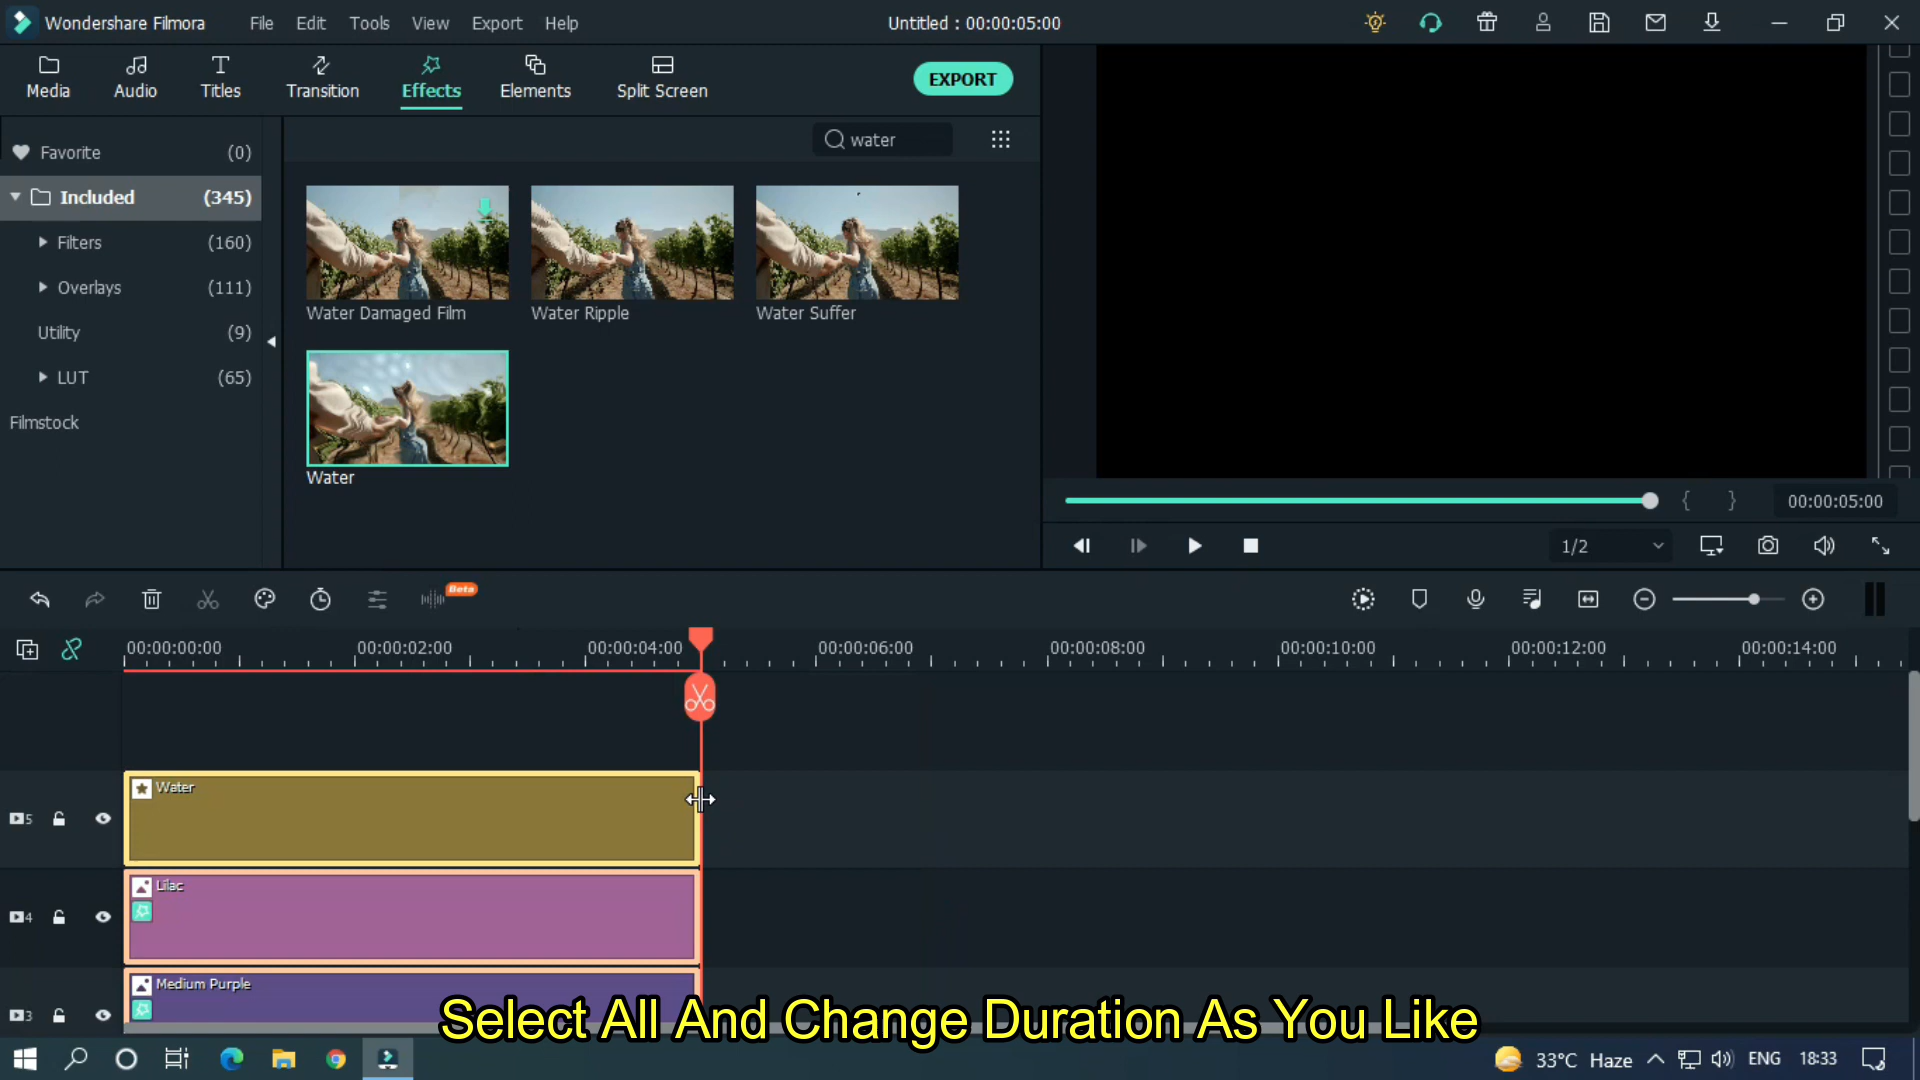 Wondershare Filmora File Edit Tools View Export Help Untitled : 00:00:05:00
Media Audio Titles Transition Effects Elements Split Screen EXPORT
Favorite (0)
water
Included (345)
Filters (160)
Overlays (111)
Utility (9)
LUT (65)
Filmstock
Water Damaged Film Water Ripple Water Suffer
Water
{ } 00:00:05:00
1/2
Beta
00:00:00:00 00:00:02:00 00:00:04:00 00:00:06:00 00:00:08:00 00:00:10:00 00:00:12:00 00:00:14:00
Water
5
Lilac
4
Medium Purple
3
Select All And Change Duration As You Like
33°C Haze ENG 18:33